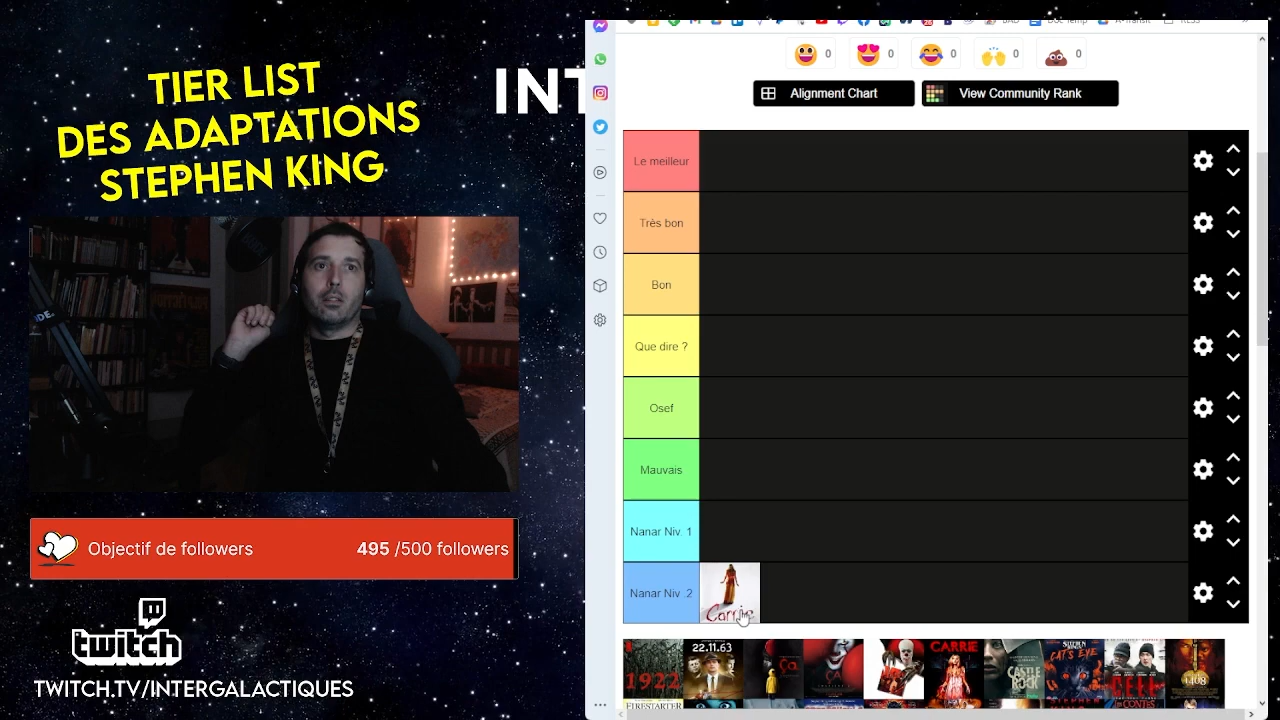 TIER LIST
DES ADAPTATIONS
STEPHEN KING
INT
0
0
0
0
0
Alignment Chart
View Community Rank
Le meilleur
Très bon
Bon
Que dire ?
Osef
Mauvais
Nanar Niv. 1
Nanar Niv .2
Carrie
1922
22.11.63
Ça
CARRIE
CASTLE
ROCK
CAT'S EYE
1408
FIRESTARTER
CONTES
Objectif de followers
495 /500 followers
twitch
TWITCH.TV/INTERGALACTIQUES